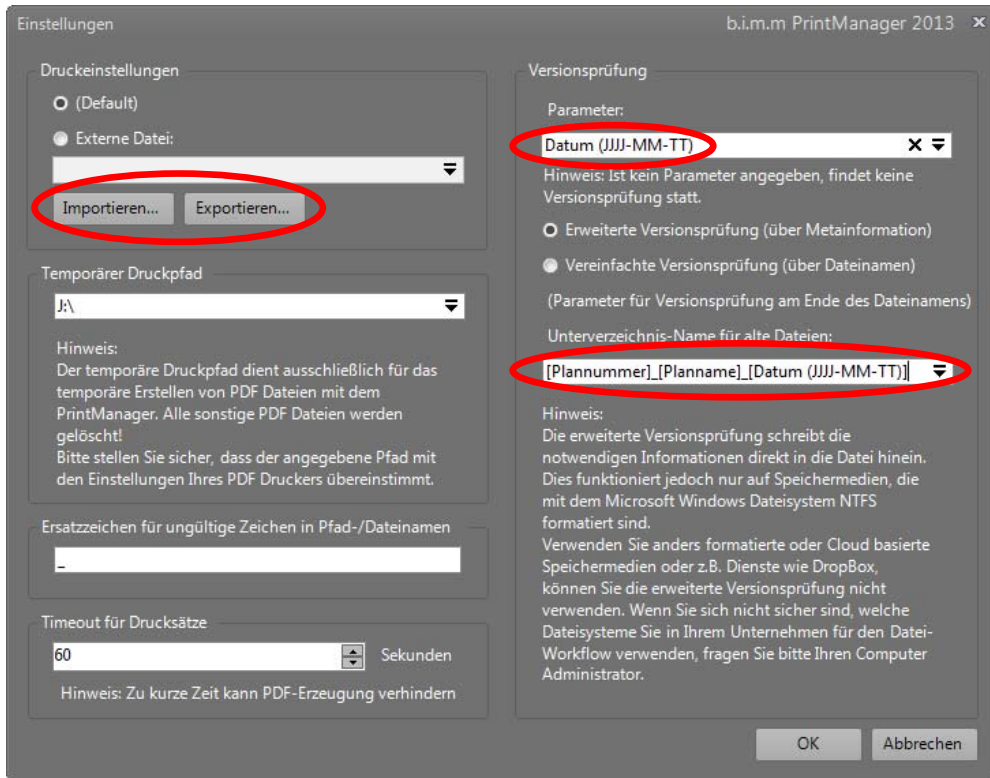 Einstellungen
b.i.m.m PrintManager 2013
Druckeinstellungen
(Default)
Externe Datei:
Importieren...
Exportieren...
Temporärer Druckpfad
J:\
Hinweis:
Der temporäre Druckpfad dient ausschließlich für das
temporäre Erstellen von PDF Dateien mit dem
PrintManager. Alle sonstige PDF Dateien werden
gelöscht!
Bitte stellen Sie sicher, dass der angegebene Pfad mit
den Einstellungen Ihres PDF Druckers übereinstimmt.
Ersatzzeichen für ungültige Zeichen in Pfad-/Dateinamen
_
Timeout für Drucksätze
60
Sekunden
Hinweis: Zu kurze Zeit kann PDF-Erzeugung verhindern
Versionsprüfung
Parameter:
Datum (JJJJ-MM-TT)
Hinweis: Ist kein Parameter angegeben, findet keine
Versionsprüfung statt.
Erweiterte Versionsprüfung (über Metainformation)
Vereinfachte Versionsprüfung (über Dateinamen)
(Parameter für Versionsprüfung am Ende des Dateinamens)
Unterverzeichnis-Name für alte Dateien:
[Plannummer]_[Planname]_[Datum (JJJJ-MM-TT)]
Hinweis:
Die erweiterte Versionsprüfung schreibt die
notwendigen Informationen direkt in die Datei hinein.
Dies funktioniert jedoch nur auf Speichermedien, die
mit dem Microsoft Windows Dateisystem NTFS
formatiert sind.
Verwenden Sie anders formatierte oder Cloud basierte
Speichermedien oder z.B. Dienste wie DropBox,
können Sie die erweiterte Versionsprüfung nicht
verwenden. Wenn Sie sich nicht sicher sind, welche
Dateisysteme Sie in Ihrem Unternehmen für den Datei-
Workflow verwenden, fragen Sie bitte Ihren Computer
Administrator.
OK
Abbrechen